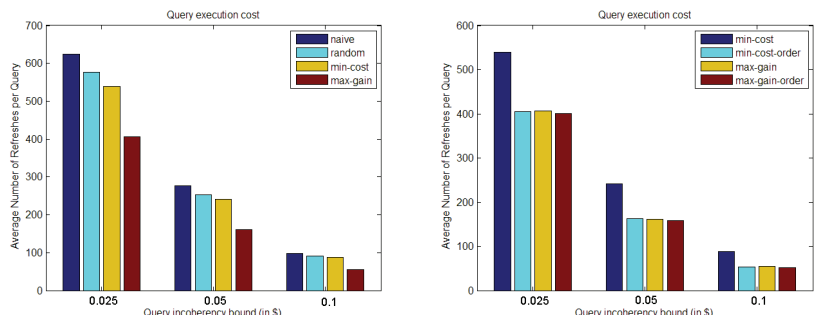 Query execution cost
Average Number of Refreshes per Query
700
600
500
400
300
200
100
0
naive
random
min-cost
max-gain
0.025 0.05 0.1
Query incoherency bound (in $)
Query execution cost
Average Number of Refreshes per Query
600
500
400
300
200
100
0
min-cost
min-cost-order
max-gain
max-gain-order
0.025 0.05 0.1
Query incoherency bound (in $)